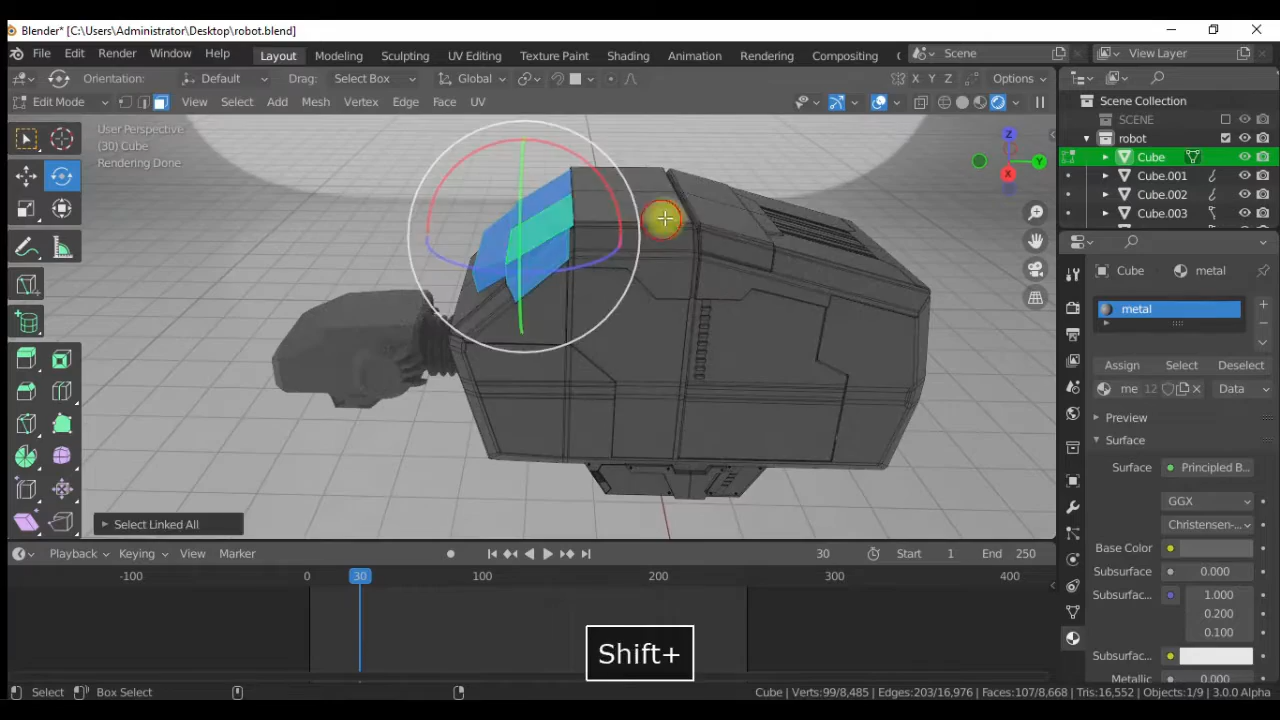 Blender* [C:\Users\Administrator\Desktop\robot.blend]
File Edit Render Window Help Layout Modeling Sculpting UV Editing Texture Paint Shading Animation Rendering Compositing Scene View Layer
Orientation: Default Drag: Select Box Global X Y Z Options
Edit Mode View Select Add Mesh Vertex Edge Face UV
User Perspective
(30) Cube
Rendering Done
Z
Y
X
Select Linked All
Scene Collection
SCENE
robot
Cube
Cube.001
Cube.002
Cube.003
Cube metal
metal
Assign Select Deselect
me 12 Data
Preview
Surface
Surface Principled B...
GGX
Christensen-...
Base Color
Subsurface 0.000
Subsurfac... 1.000
0.200
0.100
Subsurfac...
Metallic 0.000
Playback Keying View Marker 30 Start 1 End 250
-100 0 30 100 200 300 400
Shift+
Select Box Select Cube | Verts:99/8,485 | Edges:203/16,976 | Faces:107/8,668 | Tris:16,552 | Objects:1/9 | 3.0.0 Alpha